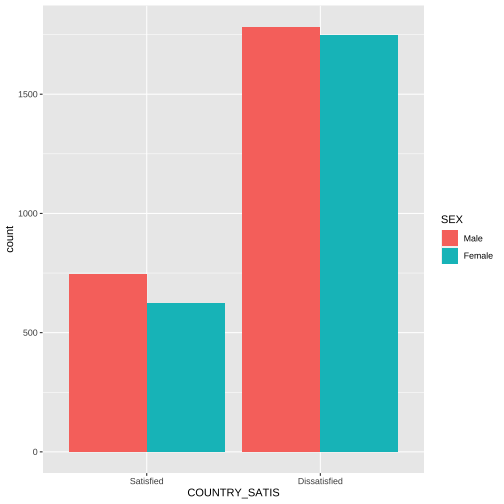 1500
1000
500
0
count
Satisfied Dissatisfied
COUNTRY_SATIS
SEX
Male
Female